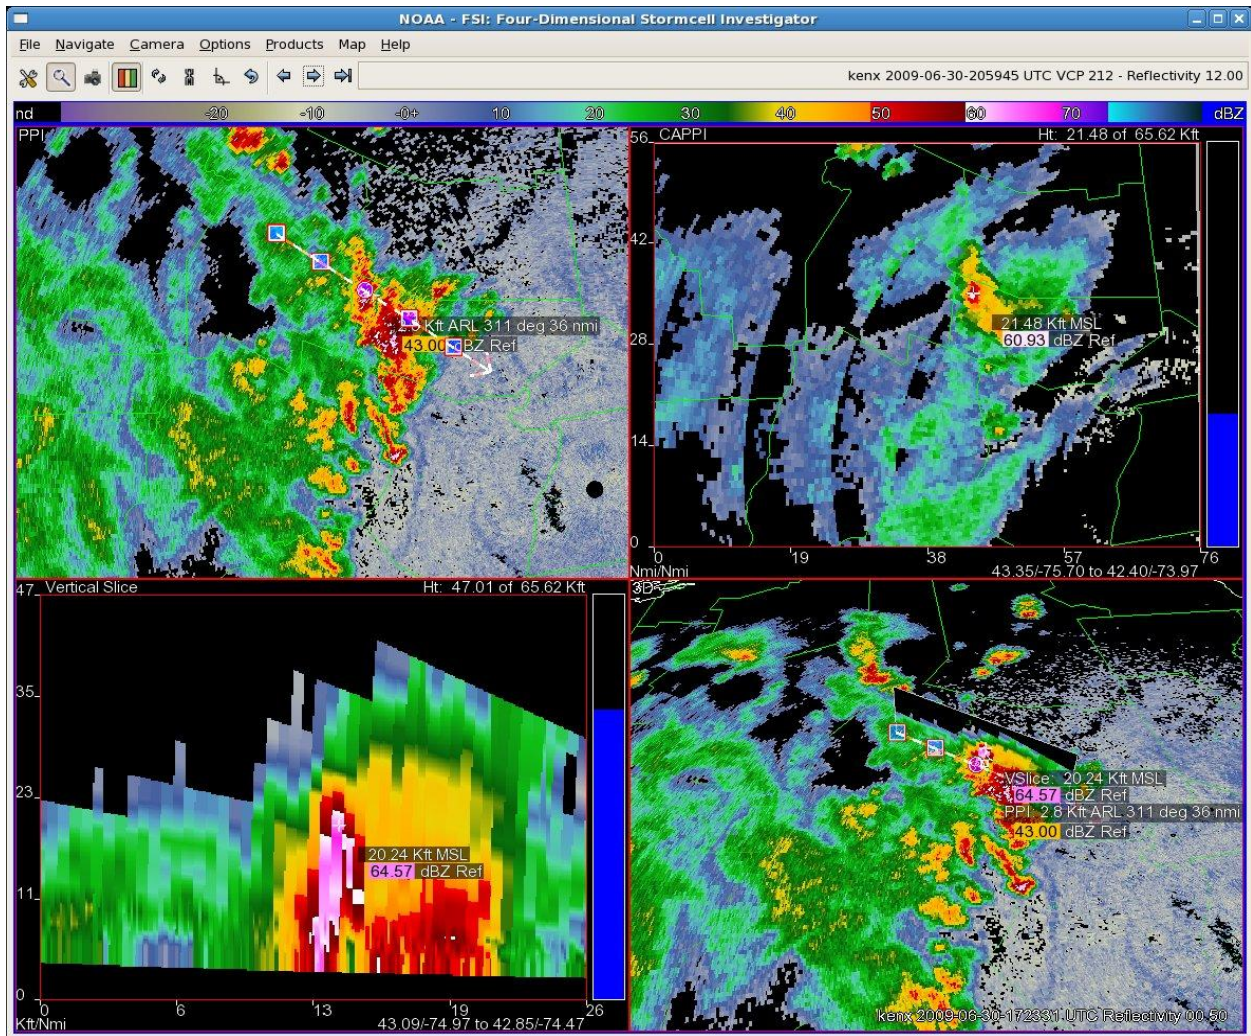 NOAA - FSI: Four-Dimensional Stormcell Investigator
File Navigate Camera Options Products Map Help
kenx 2009-06-30-205945 UTC VCP 212 - Reflectivity 12.00
nd -20 -10 -0+ 10 20 30 40 50 60 70 dBZ
PPI
Kft ARL 311 deg 36 nmi
43.00 dBZ Ref
CAPPI
Ht: 21.48 of 65.62 Kft
56
42
28
14
0
21.48 Kft MSL
60.93 dBZ Ref
0 19 38 57 76
Nmi/Nmi
43.35/-75.70 to 42.40/-73.97
Vertical Slice
Ht: 47.01 of 65.62 Kft
47
35
23
11
0
20.24 Kft MSL
64.57 dBZ Ref
0 6 13 19 26
Kft/Nmi
43.09/-74.97 to 42.85/-74.47
3D
VSlice: 20.24 Kft MSL
64.57 dBZ Ref
PPI: 2.8 Kft ARL 311 deg 36 nmi
43.00 dBZ Ref
kenx 2009-06-30-172331 UTC Reflectivity 00.50